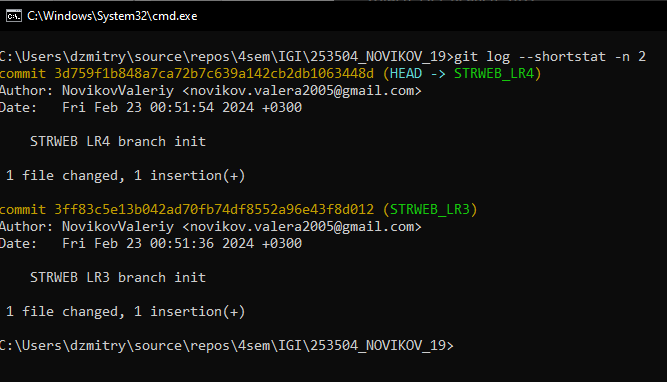 C:\Windows\System32\cmd.exe
C:\Users\dzmitry\source\repos\4sem\IGI\253504_NOVIKOV_19>git log --shortstat -n 2
commit 3d759f1b848a7ca72b7c639a142cb2db1063448d (HEAD -> STRWEB_LR4)
Author: NovikovValeriy <novikov.valera2005@gmail.com>
Date:   Fri Feb 23 00:51:54 2024 +0300
    STRWEB LR4 branch init
 1 file changed, 1 insertion(+)
commit 3ff83c5e13b042ad70fb74df8552a96e43f8d012 (STRWEB_LR3)
Author: NovikovValeriy <novikov.valera2005@gmail.com>
Date:   Fri Feb 23 00:51:36 2024 +0300
    STRWEB LR3 branch init
 1 file changed, 1 insertion(+)
C:\Users\dzmitry\source\repos\4sem\IGI\253504_NOVIKOV_19>